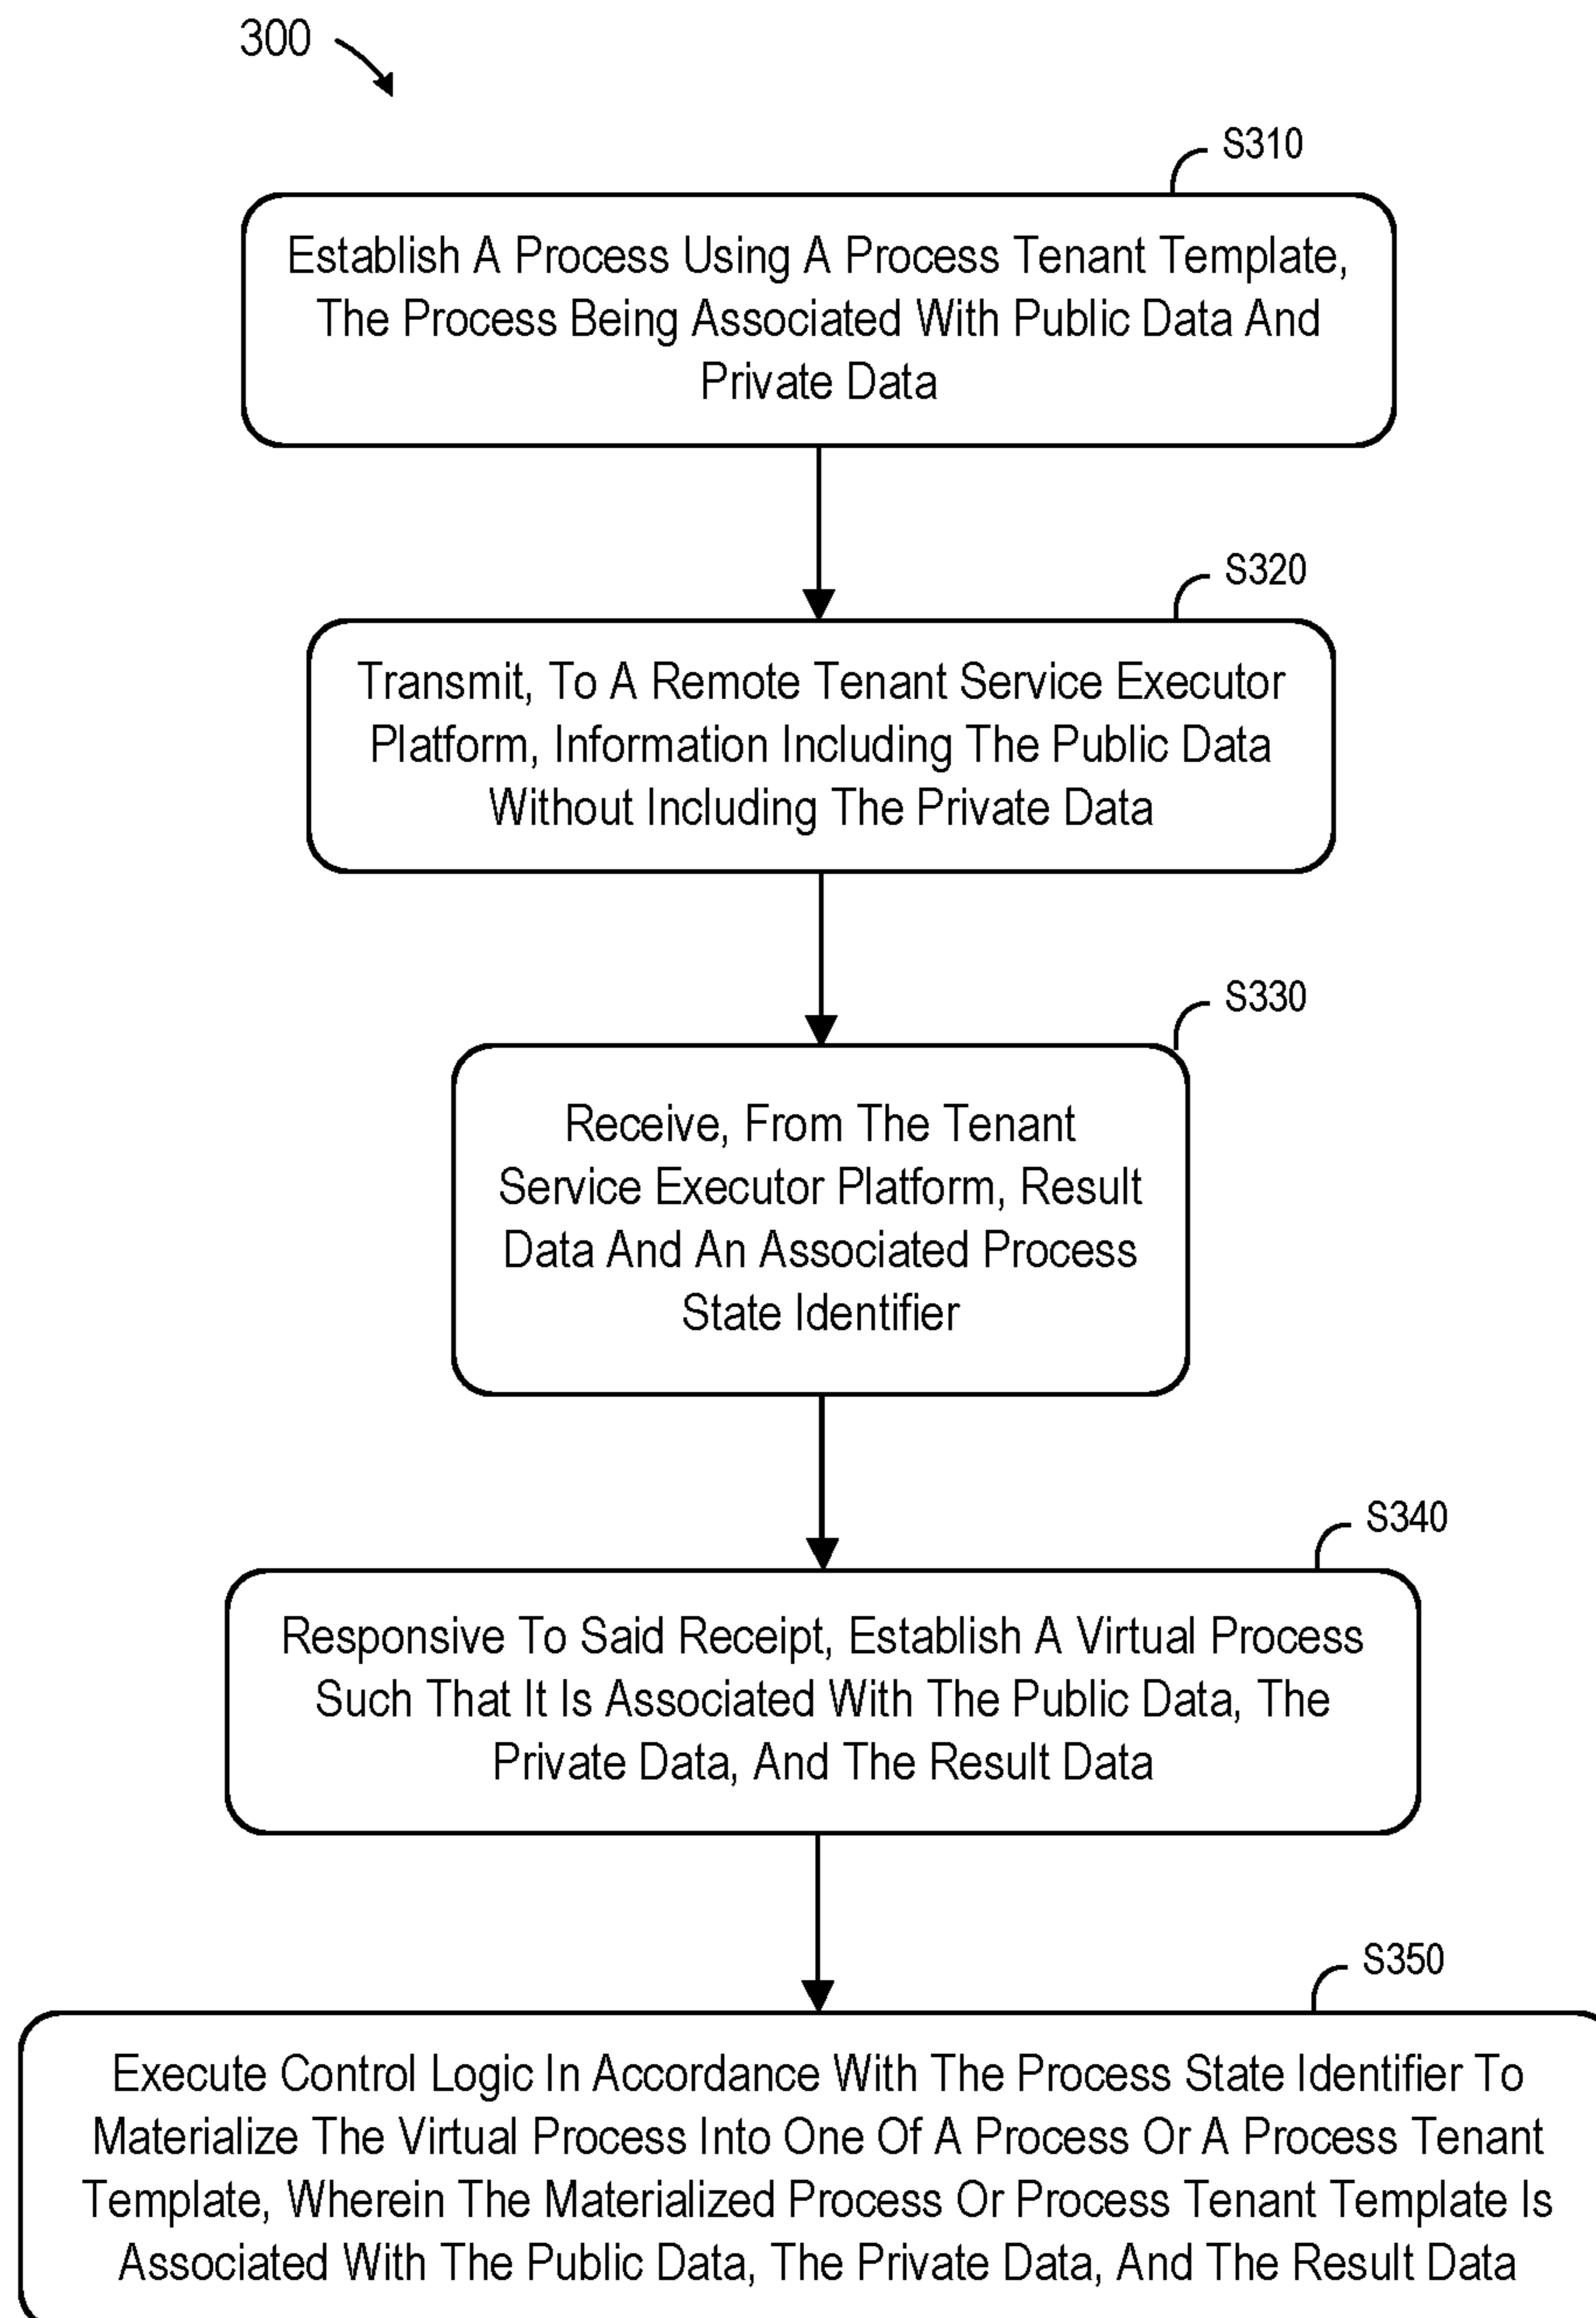 300
S310
Establish A Process Using A Process Tenant Template,
The Process Being Associated With Public Data And
Private Data
S320
Transmit, To A Remote Tenant Service Executor
Platform, Information Including The Public Data
Without Including The Private Data
S330
Receive, From The Tenant
Service Executor Platform, Result
Data And An Associated Process
State Identifier
S340
Responsive To Said Receipt, Establish A Virtual Process
Such That It Is Associated With The Public Data, The
Private Data, And The Result Data
S350
Execute Control Logic In Accordance With The Process State Identifier To
Materialize The Virtual Process Into One Of A Process Or A Process Tenant
Template, Wherein The Materialized Process Or Process Tenant Template Is
Associated With The Public Data, The Private Data, And The Result Data